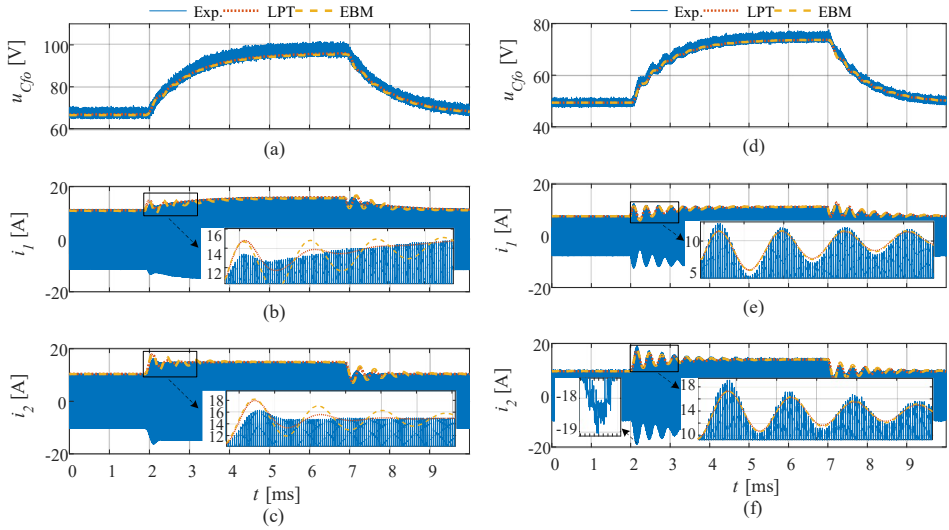 Exp. LPT EBM
u_Cfo [V]
100
80
60
(a)
i_1 [A]
20
0
-20
16
14
12
(b)
i_2 [A]
20
0
-20
18
16
14
12
0 1 2 3 4 5 6 7 8 9
t [ms]
(c)
Exp. LPT EBM
u_Cfo [V]
80
60
40
(d)
i_1 [A]
20
0
-20
10
5
(e)
i_2 [A]
20
0
-20
-18
-19
18
14
10
0 1 2 3 4 5 6 7 8 9
t [ms]
(f)